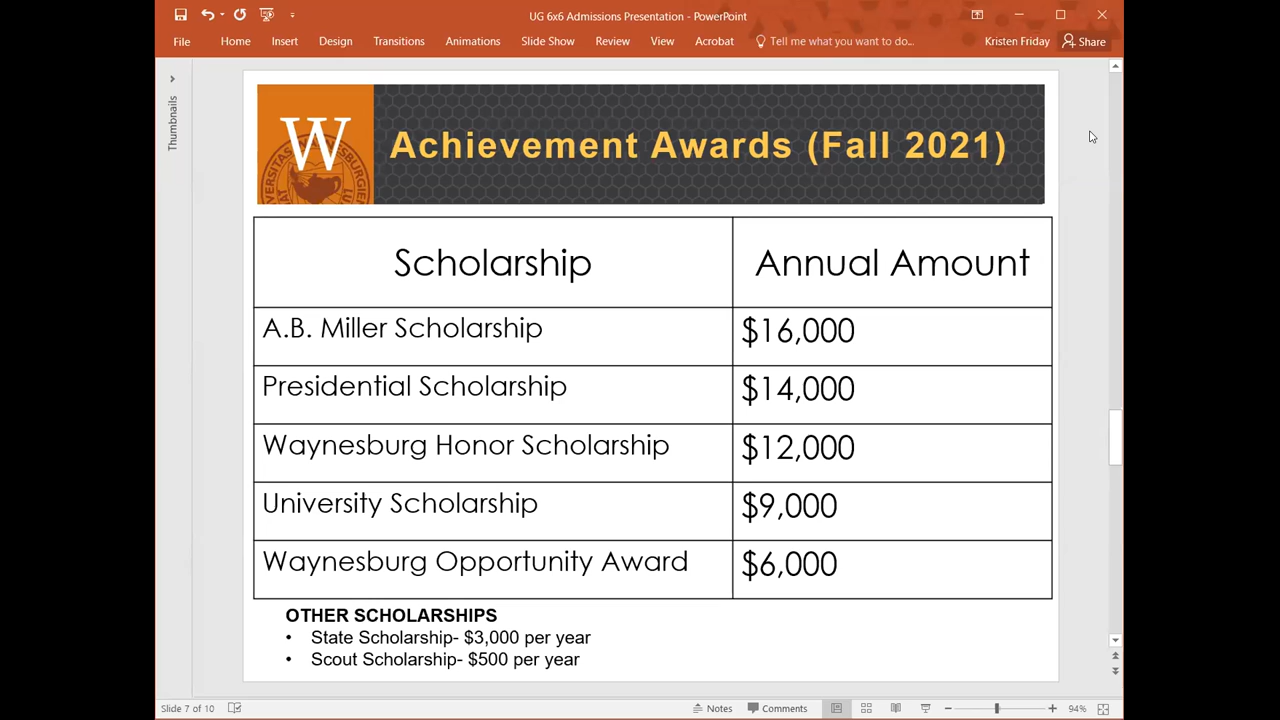 UG 6x6 Admissions Presentation - PowerPoint
File Home Insert Design Transitions Animations Slide Show Review View Acrobat Tell me what you want to do... Kristen Friday Share
Thumbnails
W
Achievement Awards (Fall 2021)
Scholarship Annual Amount
A.B. Miller Scholarship $16,000
Presidential Scholarship $14,000
Waynesburg Honor Scholarship $12,000
University Scholarship $9,000
Waynesburg Opportunity Award $6,000
OTHER SCHOLARSHIPS
• State Scholarship- $3,000 per year
• Scout Scholarship- $500 per year
Slide 7 of 10 Notes Comments 94%